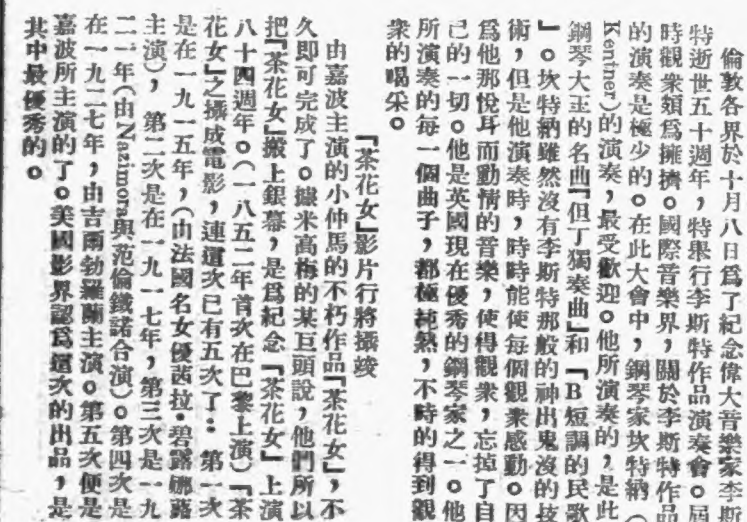 倫敦各界於十月八日爲了紀念偉大音樂家李斯
特逝世五十週年，特舉行李斯特作品演奏會。屆
時觀衆頗爲擁擠。國際音樂界，關於李斯特作品
的演奏是極少的。在此大會中，鋼琴家坎特納（
Kentner)的演奏，最受歡迎。他所演奏的，是此
鋼琴大王的名曲『但丁獨奏曲』和『B短調的民歌
』。坎特納雖然沒有李斯特那般的神出鬼沒的技
術，但是他演奏時，時時能使每個觀衆感動。因
爲他那悅耳而動情的音樂，使得觀衆，忘掉了自
己的一切。他是英國現在優秀的鋼琴家之一。他
所演奏的每一個曲子，都極純熟，不時的得到觀
衆的喝采。
『茶花女』影片行將攝竣
由嘉波主演的小仲馬的不朽作品『茶花女』，不
久即可完成了。據米高梅的某巨頭說，他們所以
把『茶花女』搬上銀幕，是爲紀念『茶花女』上演
八十四週年。（一八五二年首次在巴黎上演）『茶
花女』之攝成電影，連這次已有五次了：第一次
是在一九一五年，（由法國名女優茜拉•碧露娜路
主演），第二次是在一九一七年，第三次是一九
二一年（由Nazimora與范倫鐵諾合演）。第四次是
在一九二七年，由吉爾勃羅蘭主演。第五次便是
嘉波所主演的了。美國影界認爲這次的出品，是
其中最優秀的。